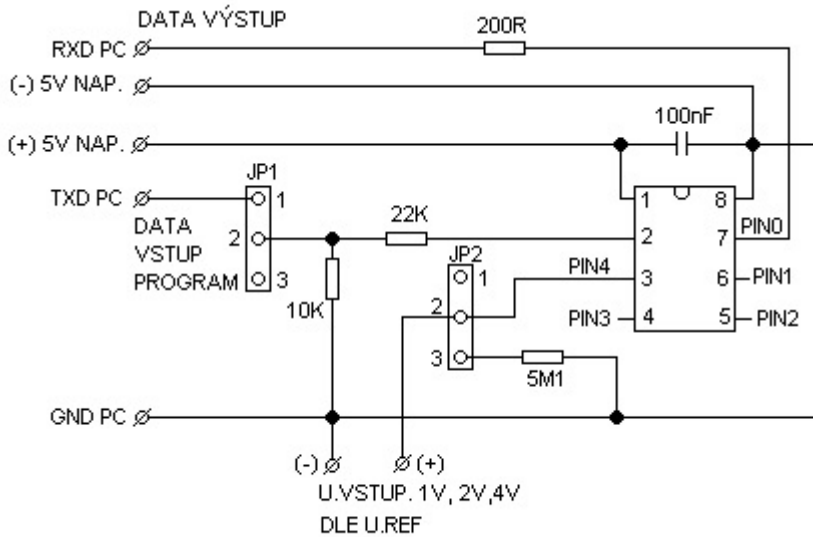 DATA VÝSTUP
RXD PC
200R
(-) 5V NAP.
100nF
(+) 5V NAP.
JP1
TXD PC
1
1
8
DATA
22K
PIN0
VSTUP
2
2
7
JP2
PROGRAM
3
1
PIN4
3
6
PIN1
10K
2
PIN3
4
5
PIN2
3
5M1
GND PC
(-)
(+)
U.VSTUP. 1V, 2V,4V
DLE U.REF